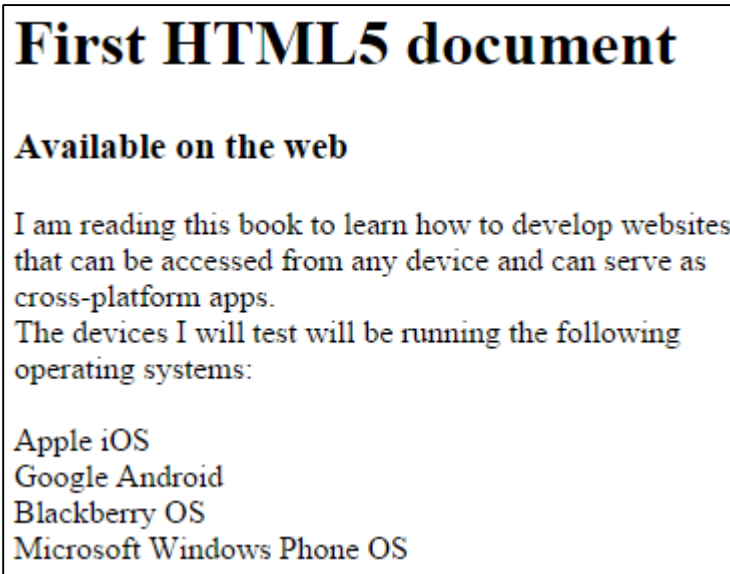 First HTML5 document
Available on the web
I am reading this book to learn how to develop websites
that can be accessed from any device and can serve as
cross-platform apps.
The devices I will test will be running the following
operating systems:
Apple iOS
Google Android
Blackberry OS
Microsoft Windows Phone OS